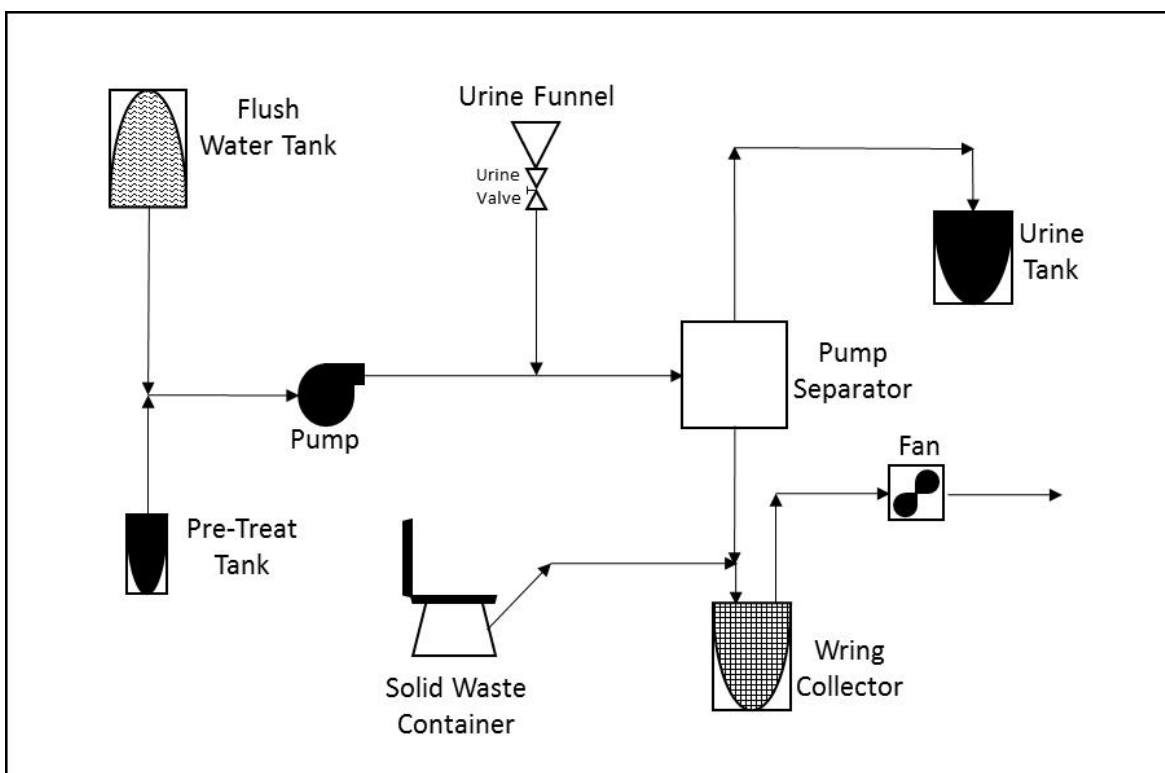 Flush
Water Tank
Urine Funnel
Urine
Valve
Urine
Tank
Pump
Separator
Pump
Fan
Pre-Treat
Tank
Solid Waste
Container
Wring
Collector